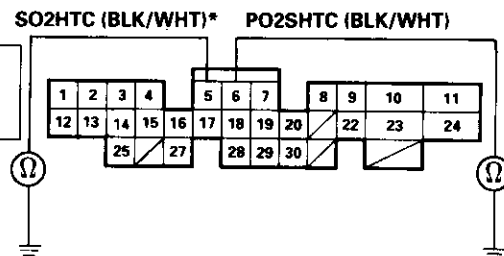 SO2HTC (BLK/WHT)* PO2SHTC (BLK/WHT)
1 2 3 4 5 6 7 8 9 10 11
12 13 14 15 16 17 18 19 20 22 23 24
25 27 28 29 30
Ω Ω